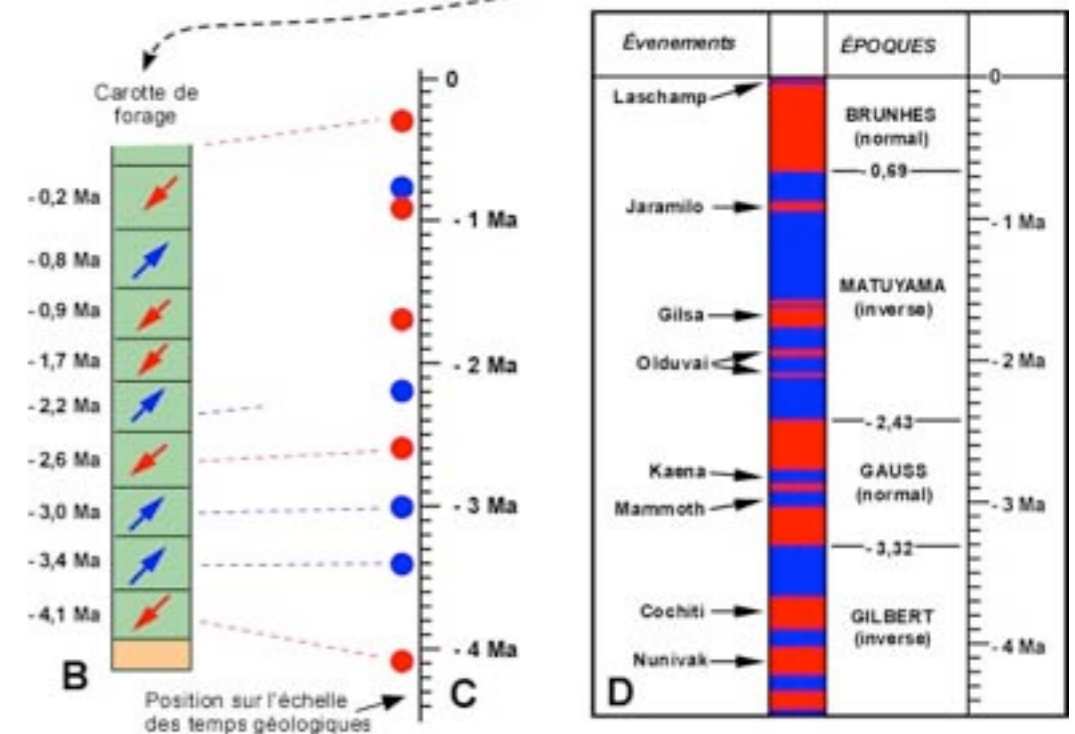 Carotte de
forage
- 0,2 Ma
- 0,8 Ma
- 0,9 Ma
- 1,7 Ma
- 2,2 Ma
- 2,6 Ma
- 3,0 Ma
- 3,4 Ma
- 4,1 Ma
B
0
- 1 Ma
- 2 Ma
- 3 Ma
- 4 Ma
C
Position sur l'échelle
des temps géologiques
Évenements
ÉPOQUES
Laschamp
Jaramilo
Gilsa
Olduvai
Kaena
Mammoth
Cochiti
Nunivak
D
BRUNHES
(normal)
- 0,69
MATUYAMA
(inverse)
- 2,43
GAUSS
(normal)
- 3,32
GILBERT
(inverse)
0
- 1 Ma
- 2 Ma
- 3 Ma
- 4 Ma